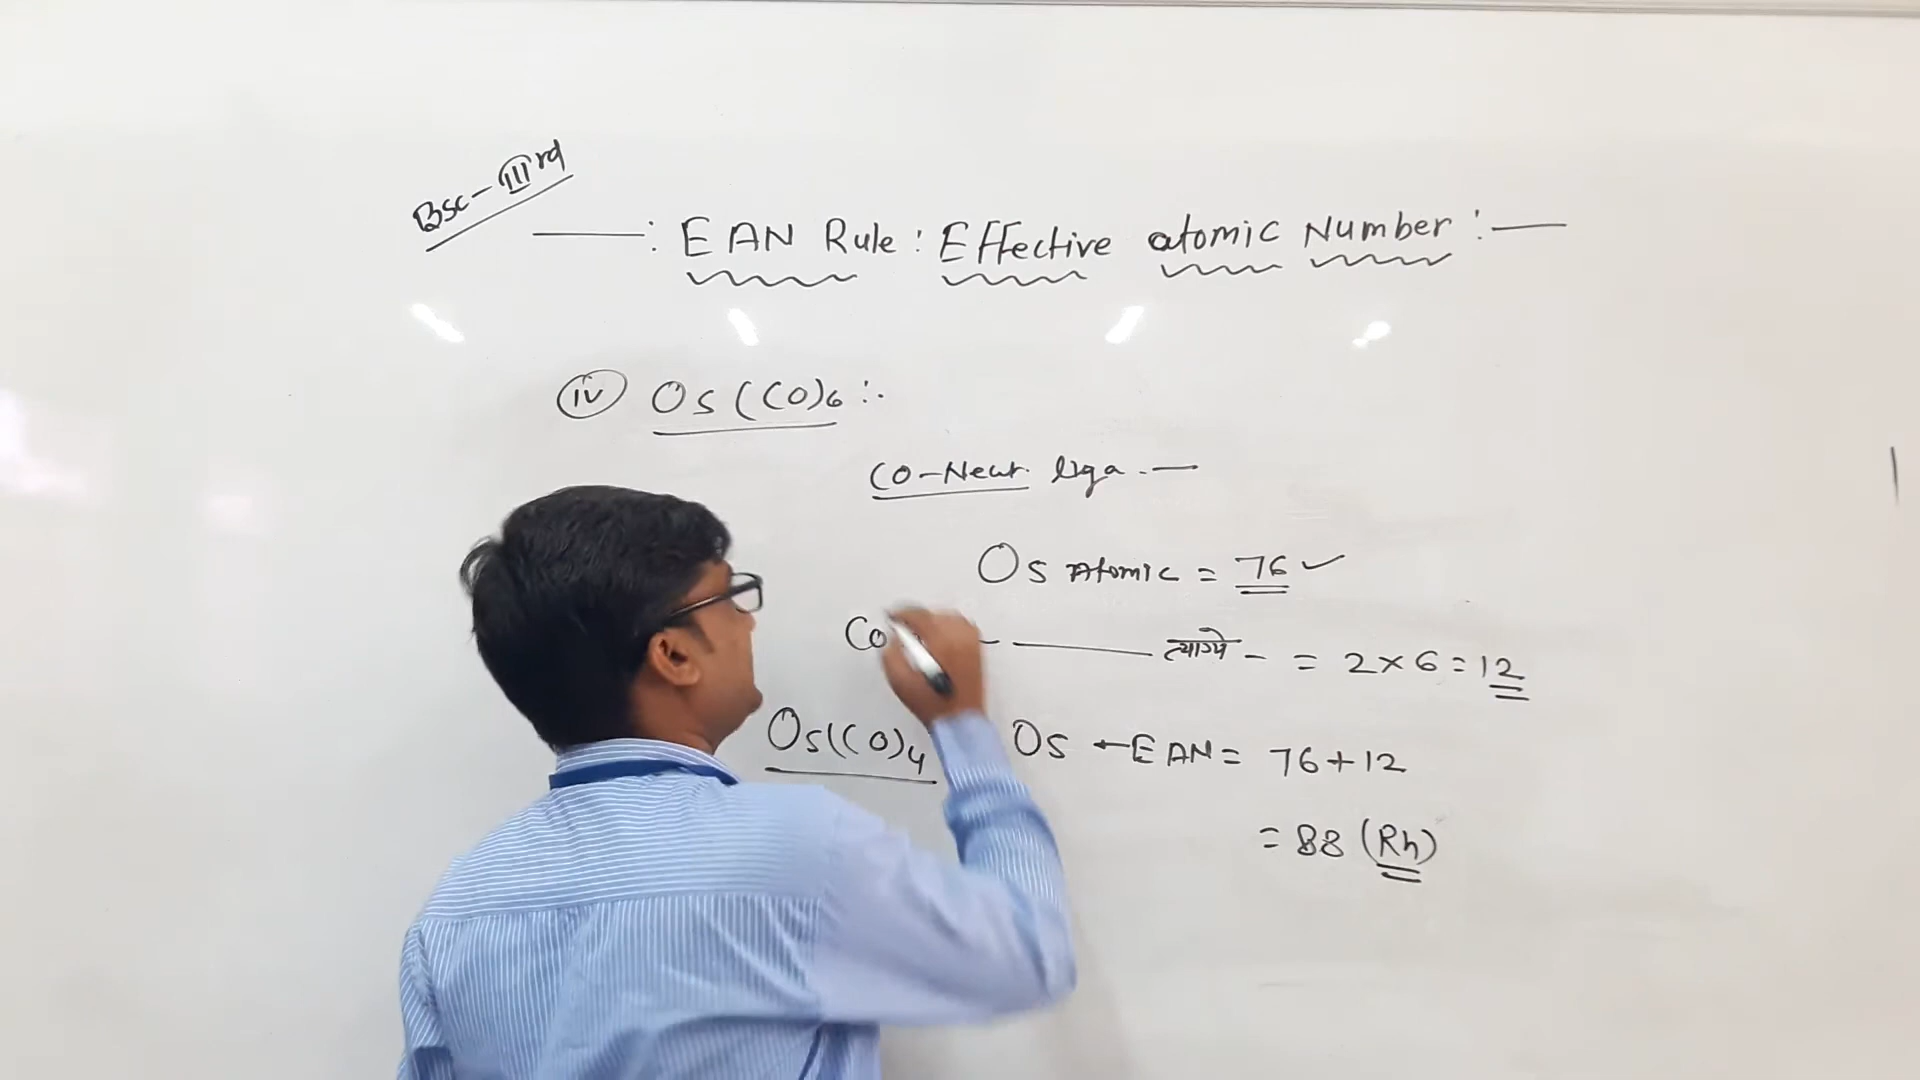 Bsc-IIIrd
: EAN Rule : Effective atomic Number :
iv Os(CO)6 :.
CO-Neut. liga.
Os Atomic = 76 ✓
Co — = 2×6=12
Os(CO)4 Os -EAN = 76+12
= 88 (Rh)